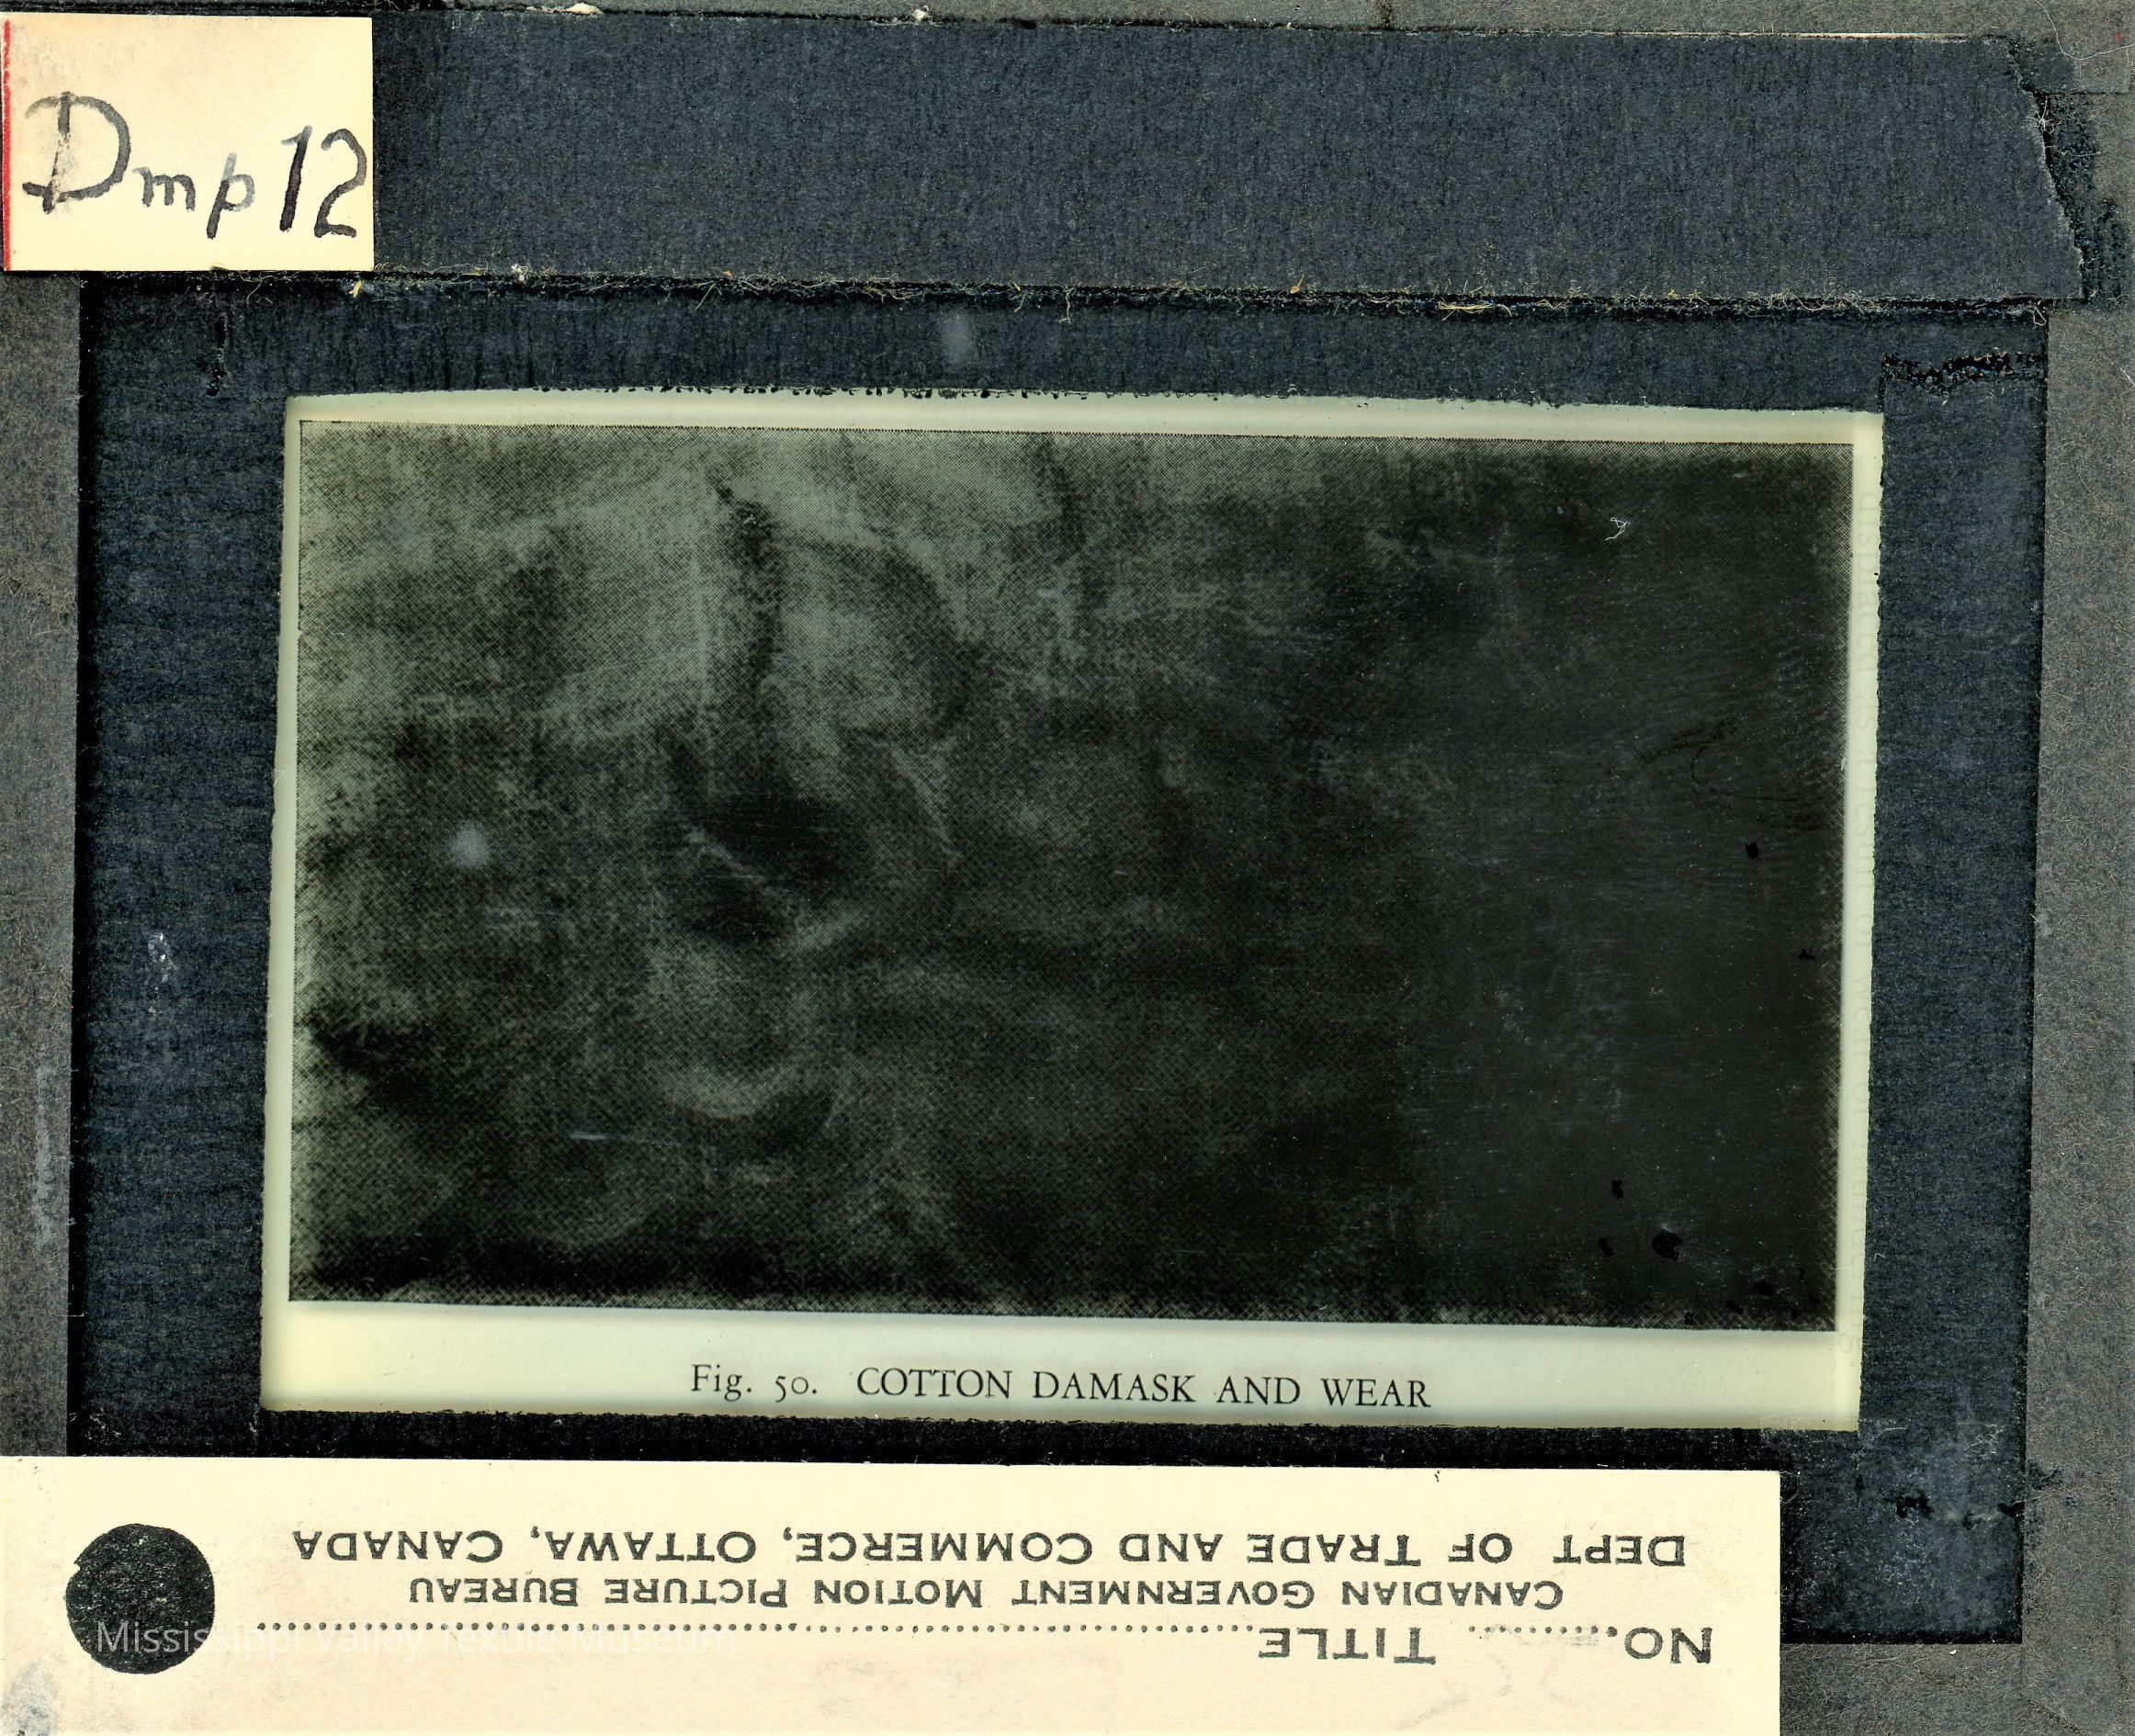 Dmp 12
Fig. 50. COTTON DAMASK AND WEAR
NO. TITLE
CANADIAN GOVERNMENT MOTION PICTURE BUREAU
DEPT OF TRADE AND COMMERCE, OTTAWA, CANADA
Mississippi Valley Textile Museum